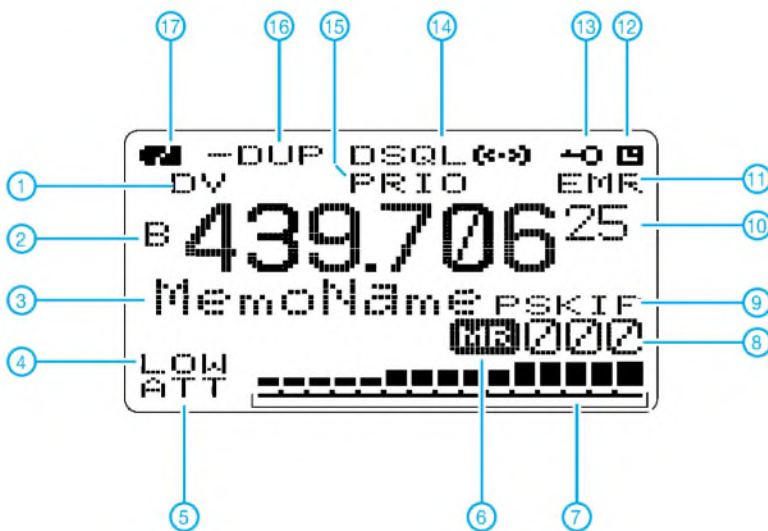 17 16 15 14 13 12
-DUP DSQL
1 DV PRIO EMR 11
2 B 439.706 25 10
3 MemoName PSKIP 9
MR 000 8
4 LOW
ATT
5 6 7